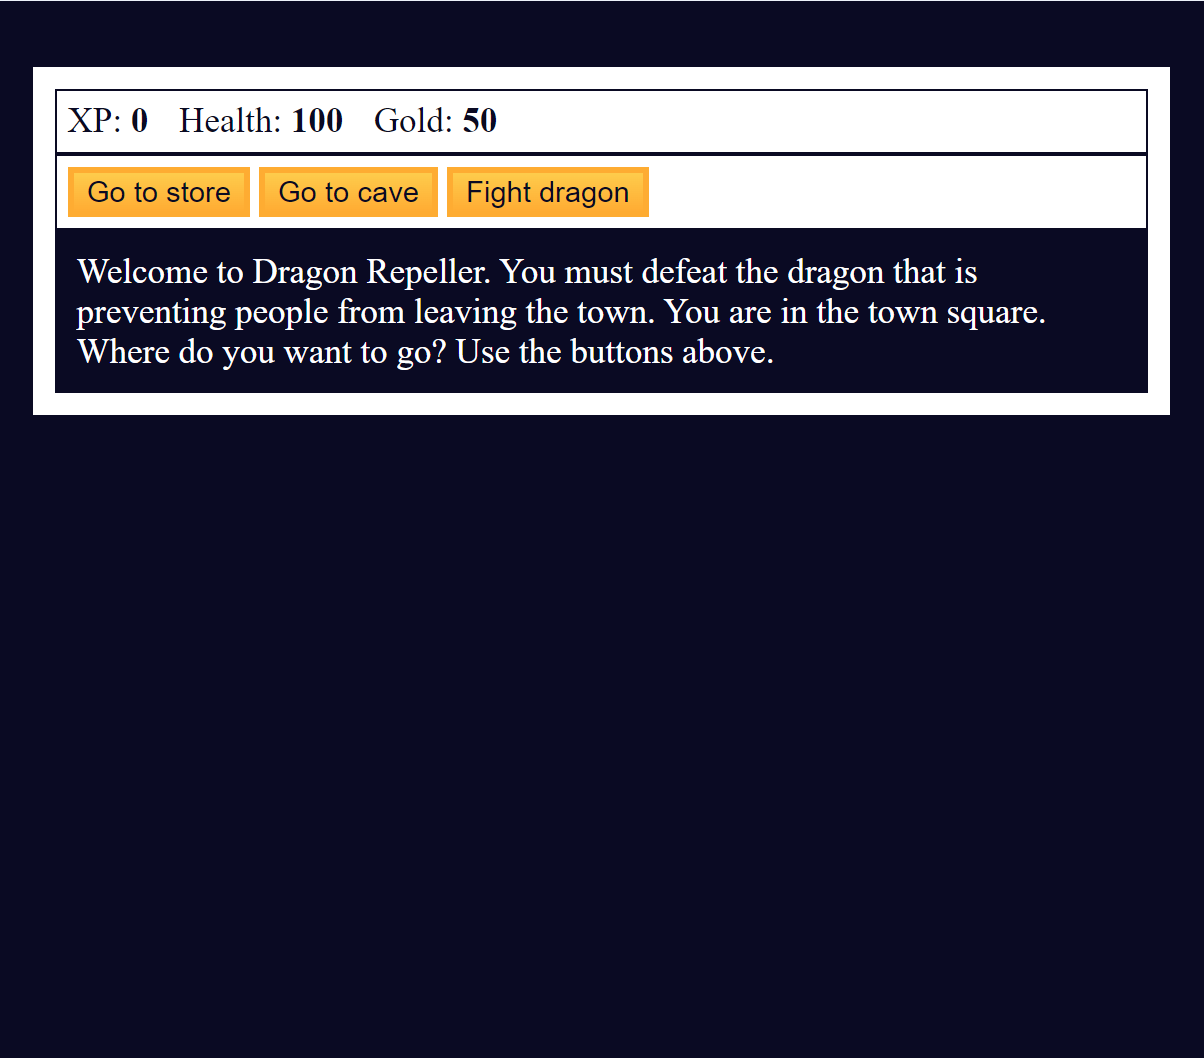 XP: 0 Health: 100 Gold: 50
Go to store Go to cave Fight dragon
Welcome to Dragon Repeller. You must defeat the dragon that is
preventing people from leaving the town. You are in the town square.
Where do you want to go? Use the buttons above.